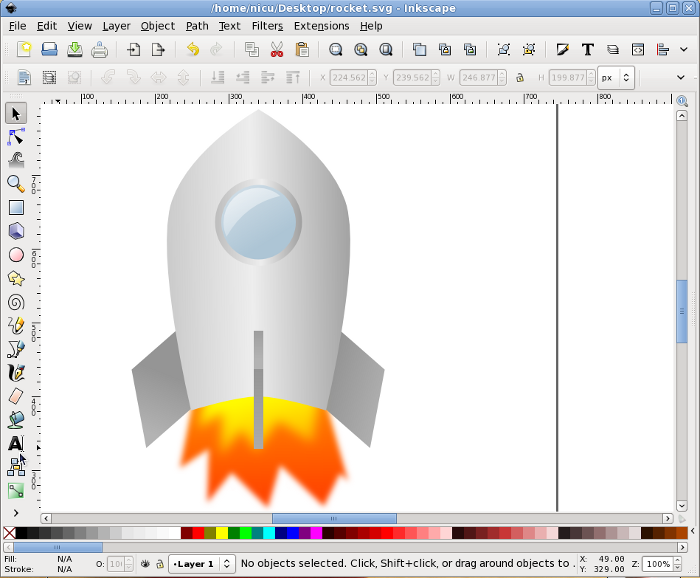 /home/nicu/Desktop/rocket.svg - Inkscape
File Edit View Layer Object Path Text Filters Extensions Help
X 224.562 Y 239.562 W 246.877 H 199.877 px
100 200 300 400 500 600 700 800
Fill: N/A O: Layer 1 No objects selected. Click, Shift+click, or drag around objects to X: 49.00 Z: 100%
Stroke: N/A Y: 329.00